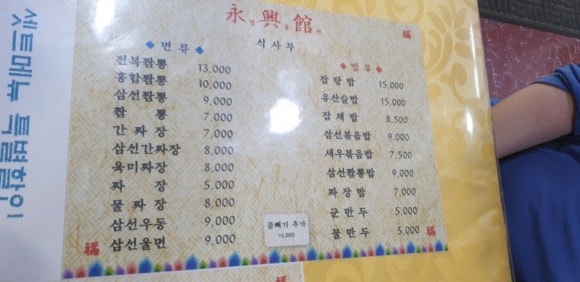 永興館
식사부
면류
전복짬뽕 13,000
홍합짬뽕 10,000
삼선짬뽕 9,000
짬 뽕 7,000
간 짜 장 7,000
삼선간짜장 8,000
육미짜장 8,000
짜 장 5,000
물 짜 장 8,000
삼선우동 9,000
삼선울면 9,000
밥류
잡탕밥 15,000
유산슬밥 15,000
잡채밥 8,500
삼선볶음밥 9,000
새우볶음밥 7,500
삼선짬뽕밥 9,000
짜장밥 7,000
군만두 5,000
물만두 5,000
곱빼기 추가
+1,000
福
福
福
福
셋트메뉴 특별할인